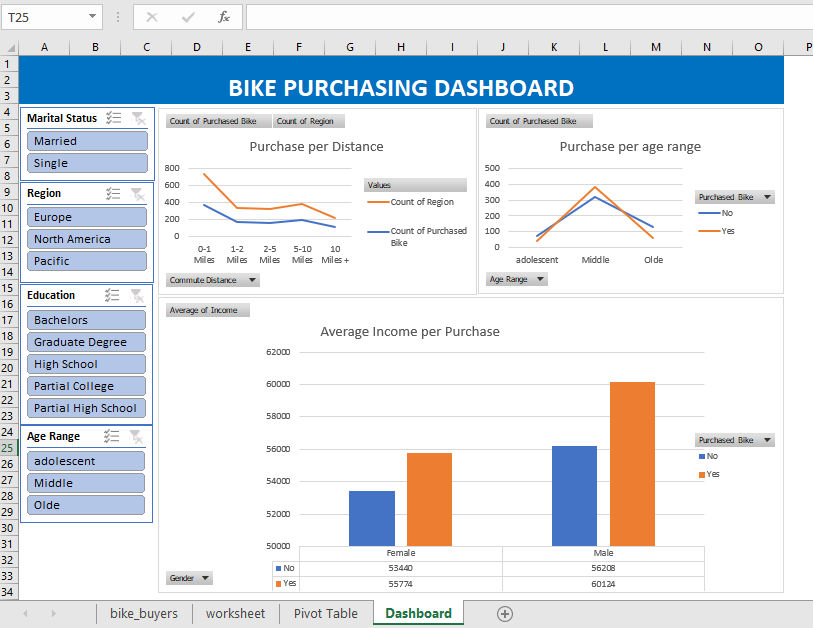 T25
fx
A B C D E F G H I J K L M N O P
1
2
3
4
5
6
7
8
9
10
11
12
13
14
15
16
17
18
19
20
21
22
23
24
25
26
27
28
29
30
31
32
33
34
BIKE PURCHASING DASHBOARD
Marital Status
Married
Single
Region
Europe
North America
Pacific
Education
Bachelors
Graduate Degree
High School
Partial College
Partial High School
Age Range
adolescent
Middle
Olde
Count of Purchased Bike Count of Region
Purchase per Distance
800
600
400
200
0
0-1 1-2 2-5 5-10 10
Miles Miles Miles Miles Miles +
Values
Count of Region
Count of Purchased
Bike
Commute Distance
Count of Purchased Bike
Purchase per age range
500
400
300
200
100
0
adolescent Middle Olde
Purchased Bike
No
Yes
Age Range
Average of Income
Average Income per Purchase
62000
60000
58000
56000
54000
52000
50000
Female Male
No 53440 56208
Yes 55774 60124
Purchased Bike
No
Yes
Gender
bike_buyers worksheet Pivot Table Dashboard